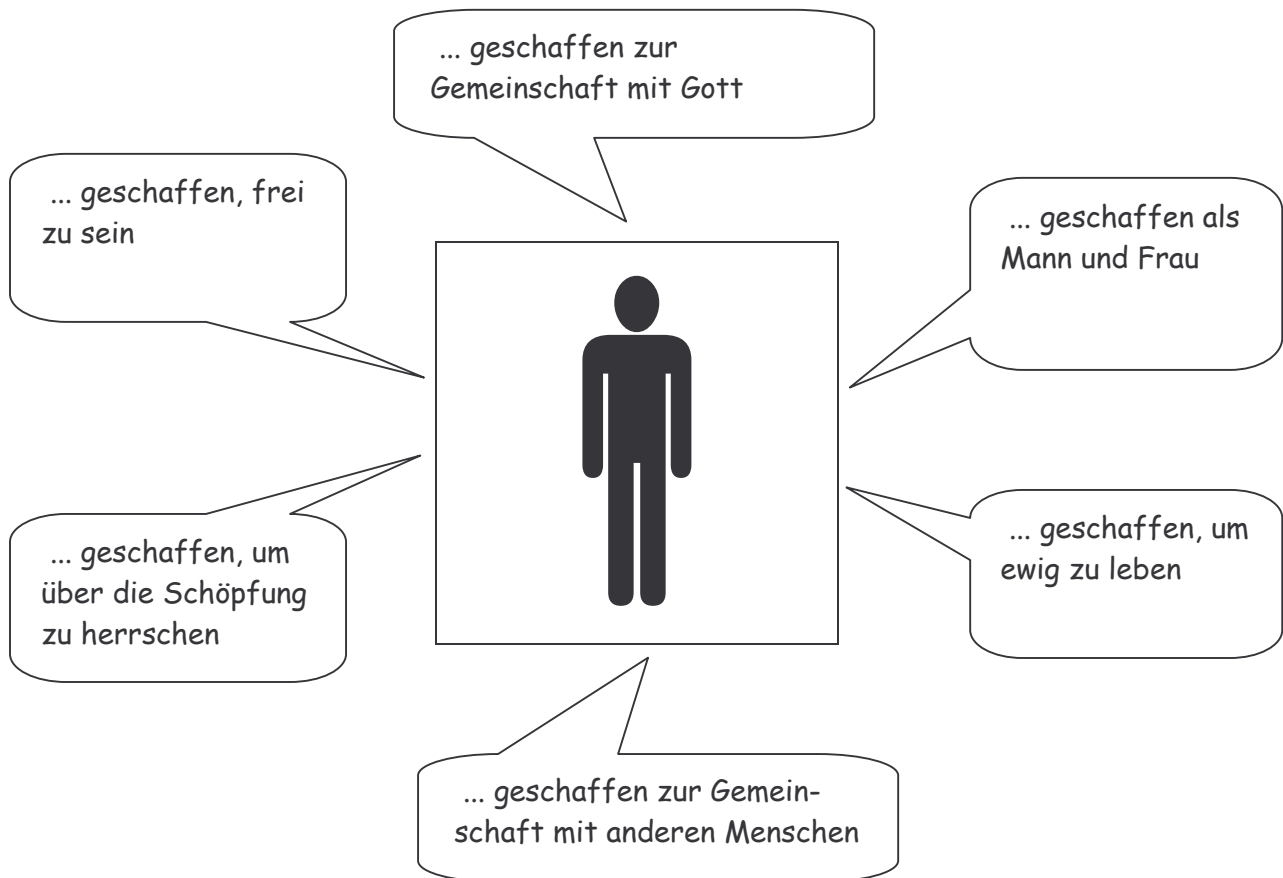 ... geschaffen zur
Gemeinschaft mit Gott
... geschaffen, frei
zu sein
... geschaffen als
Mann und Frau
... geschaffen, um
über die Schöpfung
zu herrschen
... geschaffen, um
ewig zu leben
... geschaffen zur Gemein-
schaft mit anderen Menschen